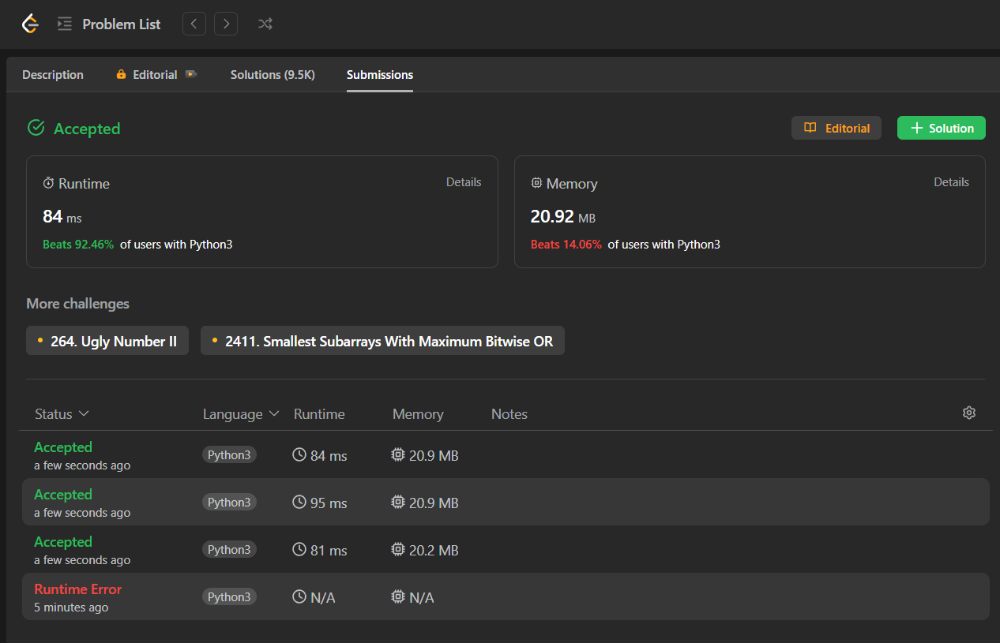 Problem List
Description Editorial Solutions (9.5K) Submissions
Accepted Editorial Solution
Runtime Details
84 ms
Beats 92.46% of users with Python3
Memory Details
20.92 MB
Beats 14.06% of users with Python3
More challenges
264. Ugly Number II 2411. Smallest Subarrays With Maximum Bitwise OR
Status Language Runtime Memory Notes
Accepted
a few seconds ago
Python3 84 ms 20.9 MB
Accepted
a few seconds ago
Python3 95 ms 20.9 MB
Accepted
a few seconds ago
Python3 81 ms 20.2 MB
Runtime Error
5 minutes ago
Python3 N/A N/A